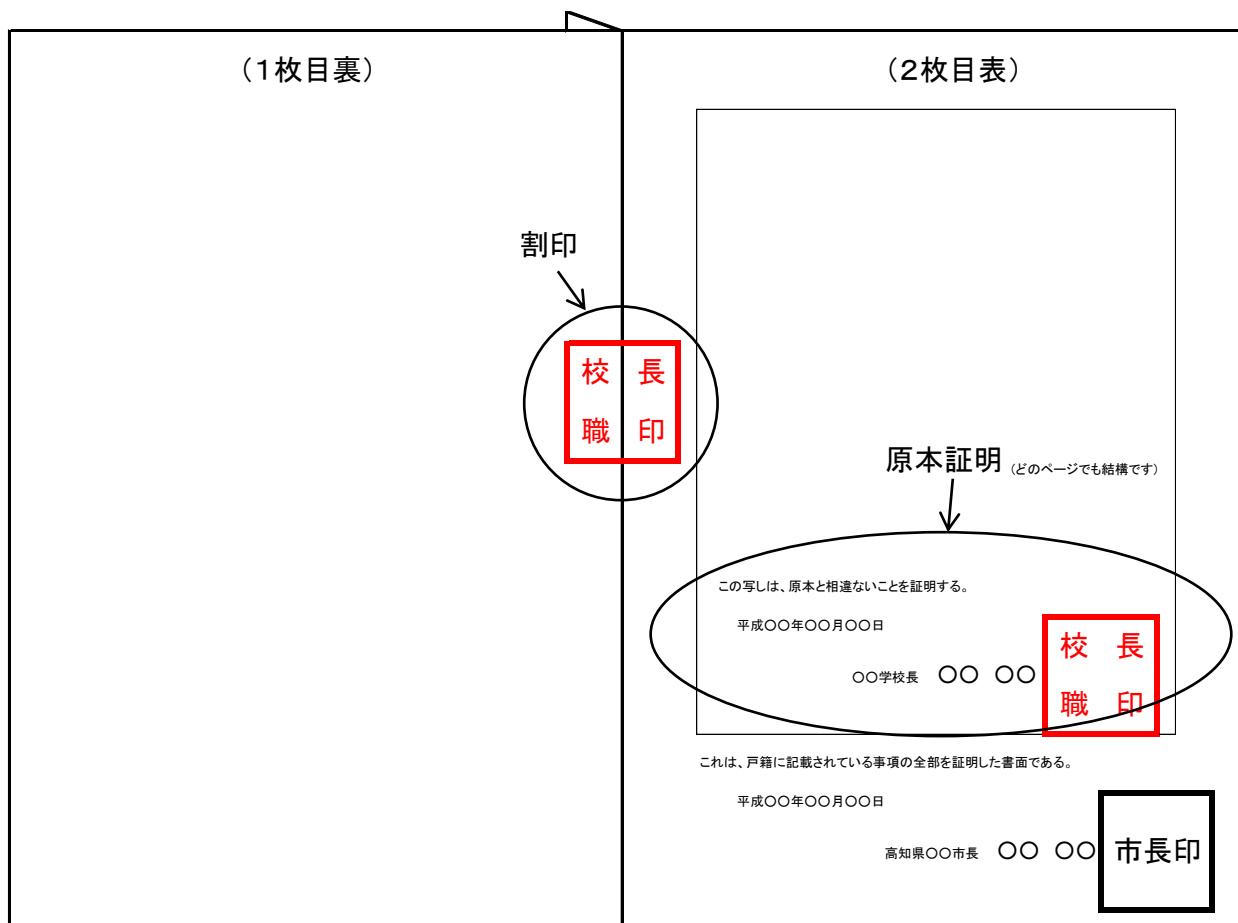 （１枚目裏）
（２枚目表）
割印
校 長
職 印
原本証明 （どのページでも結構です）
この写しは、原本と相違ないことを証明する。
平成〇〇年〇〇月〇〇日
〇〇学校長 〇〇 〇〇
校 長
職 印
これは、戸籍に記載されている事項の全部を証明した書面である。
平成〇〇年〇〇月〇〇日
高知県〇〇市長 〇〇 〇〇 市長印